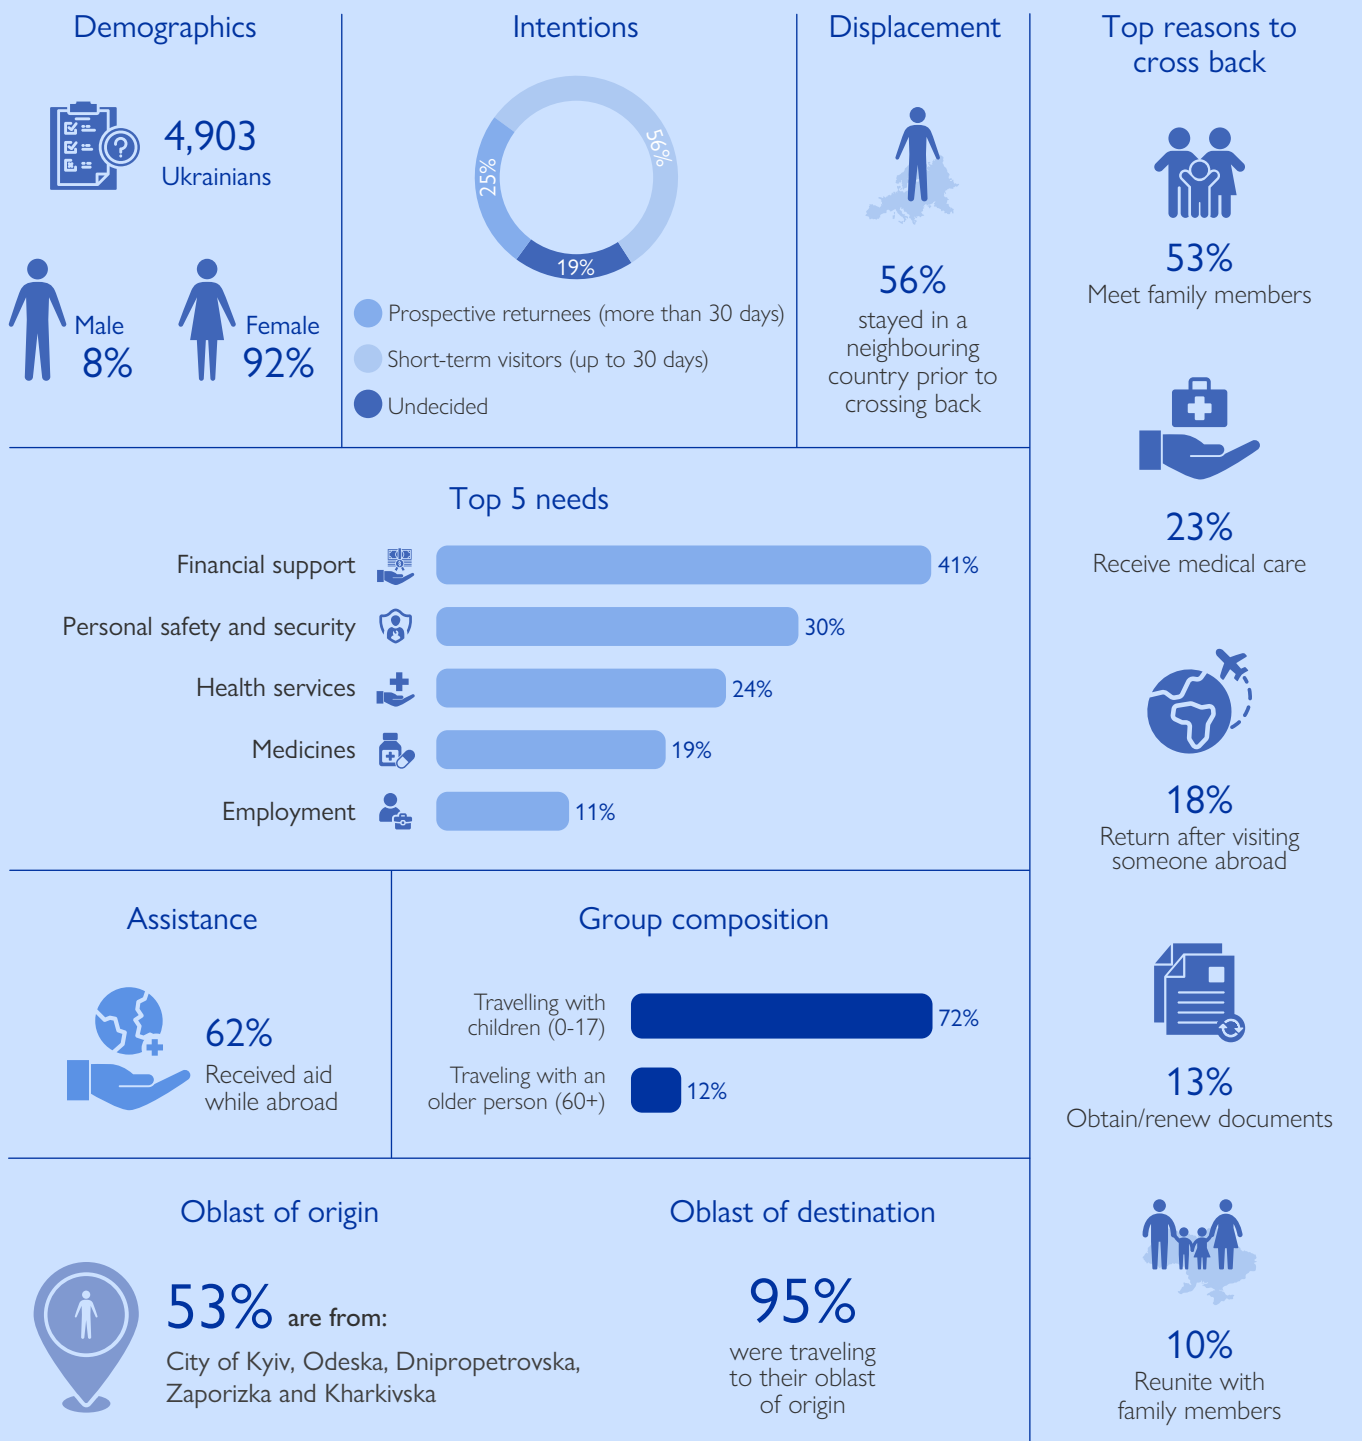 Demographics
4,903
Ukrainians
Male
8%
Female
92%
Intentions
56%
25%
19%
Prospective returnees (more than 30 days)
Short-term visitors (up to 30 days)
Undecided
Displacement
56%
stayed in a
neighbouring
country prior to
crossing back
Top reasons to
cross back
53%
Meet family members
23%
Receive medical care
18%
Return after visiting
someone abroad
13%
Obtain/renew documents
10%
Reunite with
family members
Top 5 needs
Financial support
41%
Personal safety and security
30%
Health services
24%
Medicines
19%
Employment
11%
Assistance
62%
Received aid
while abroad
Group composition
Travelling with
children (0-17)
72%
Traveling with an
older person (60+)
12%
Oblast of origin
53% are from:
City of Kyiv, Odeska, Dnipropetrovska,
Zaporizka and Kharkivska
Oblast of destination
95%
were traveling
to their oblast
of origin